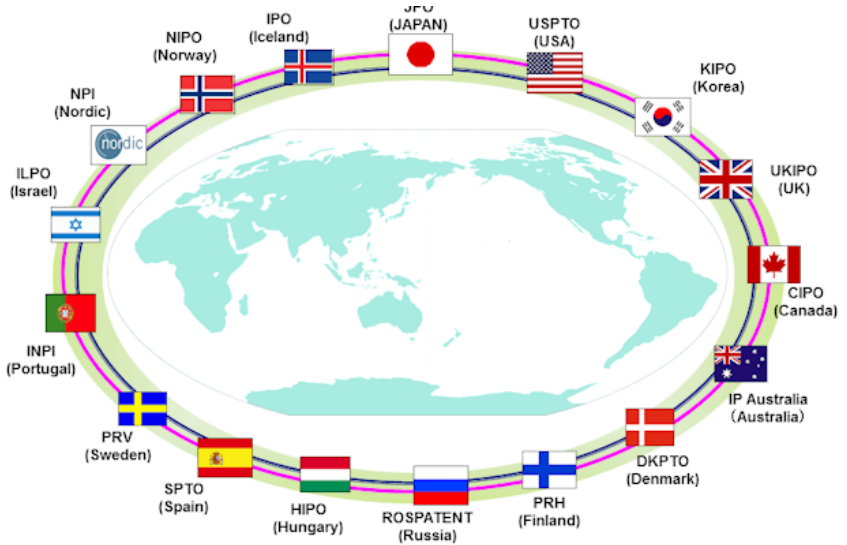 JPO
(JAPAN)
USPTO
(USA)
KIPO
(Korea)
UKIPO
(UK)
CIPO
(Canada)
IP Australia
（Australia）
DKPTO
(Denmark)
PRH
(Finland)
ROSPATENT
(Russia)
HIPO
(Hungary)
SPTO
(Spain)
PRV
(Sweden)
INPI
(Portugal)
ILPO
(Israel)
NPI
(Nordic)
nordic
NIPO
(Norway)
IPO
(Iceland)